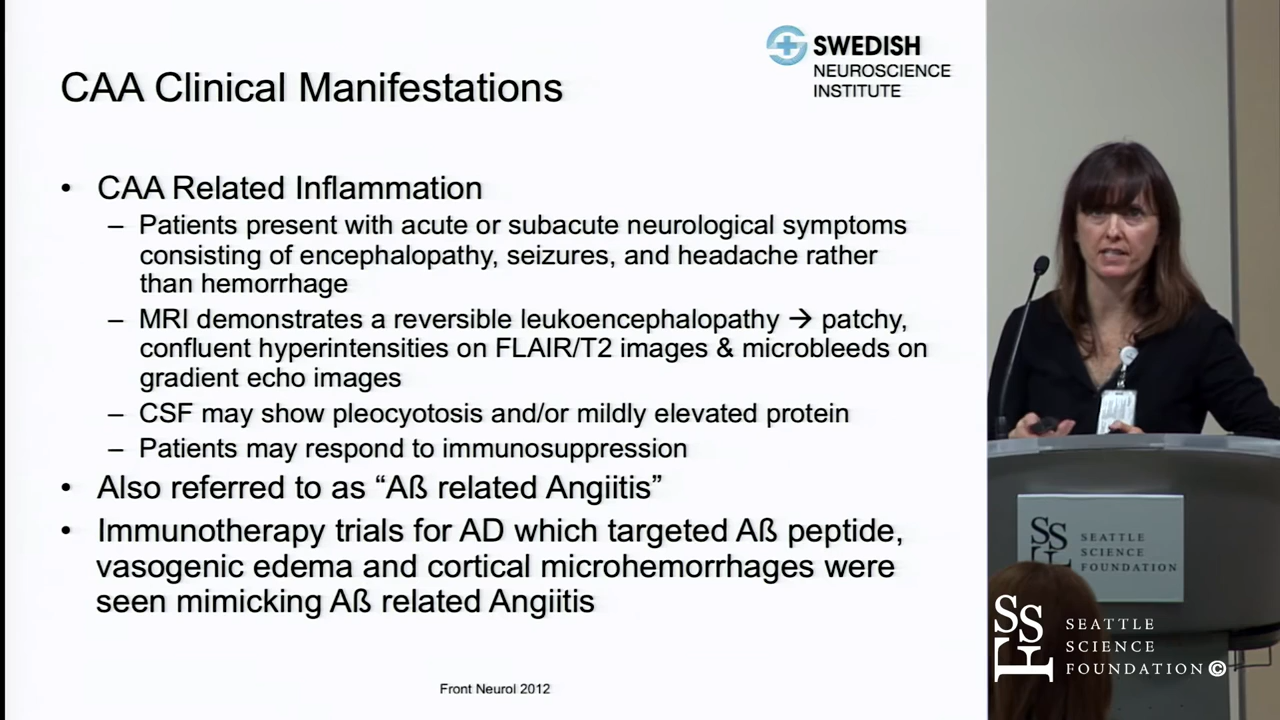 SWEDISH
NEUROSCIENCE
INSTITUTE
CAA Clinical Manifestations
• CAA Related Inflammation
– Patients present with acute or subacute neurological symptoms
consisting of encephalopathy, seizures, and headache rather
than hemorrhage
– MRI demonstrates a reversible leukoencephalopathy → patchy,
confluent hyperintensities on FLAIR/T2 images & microbleeds on
gradient echo images
– CSF may show pleocyotosis and/or mildly elevated protein
– Patients may respond to immunosuppression
• Also referred to as “Aß related Angiitis”
• Immunotherapy trials for AD which targeted Aß peptide,
vasogenic edema and cortical microhemorrhages were
seen mimicking Aß related Angiitis
Front Neurol 2012
SSF
SEATTLE
SCIENCE
FOUNDATION
SSF
SEATTLE
SCIENCE
FOUNDATION©